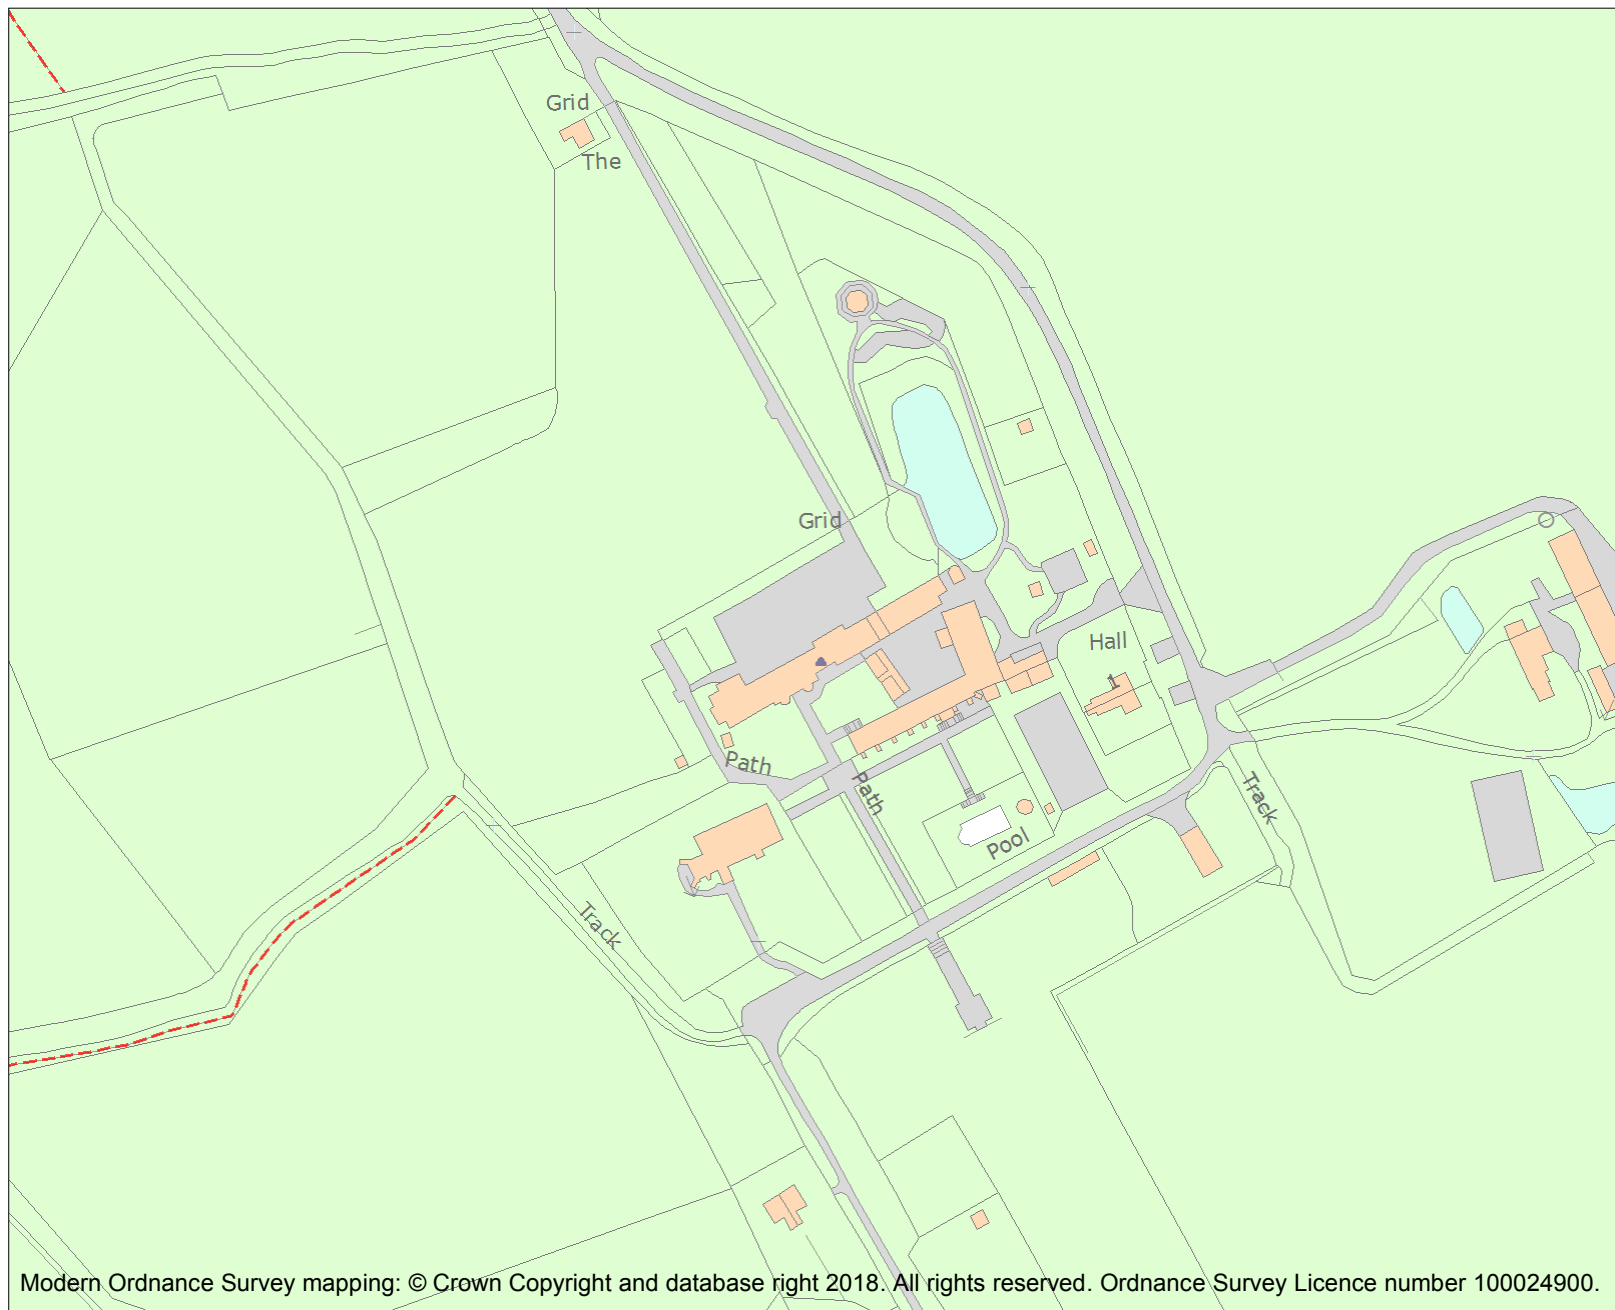 Grid
The
Grid
Hall
1
Path
Path
Pool
Track
Track
Modern Ordnance Survey mapping: © Crown Copyright and database right 2018. All rights reserved. Ordnance Survey Licence number 100024900.